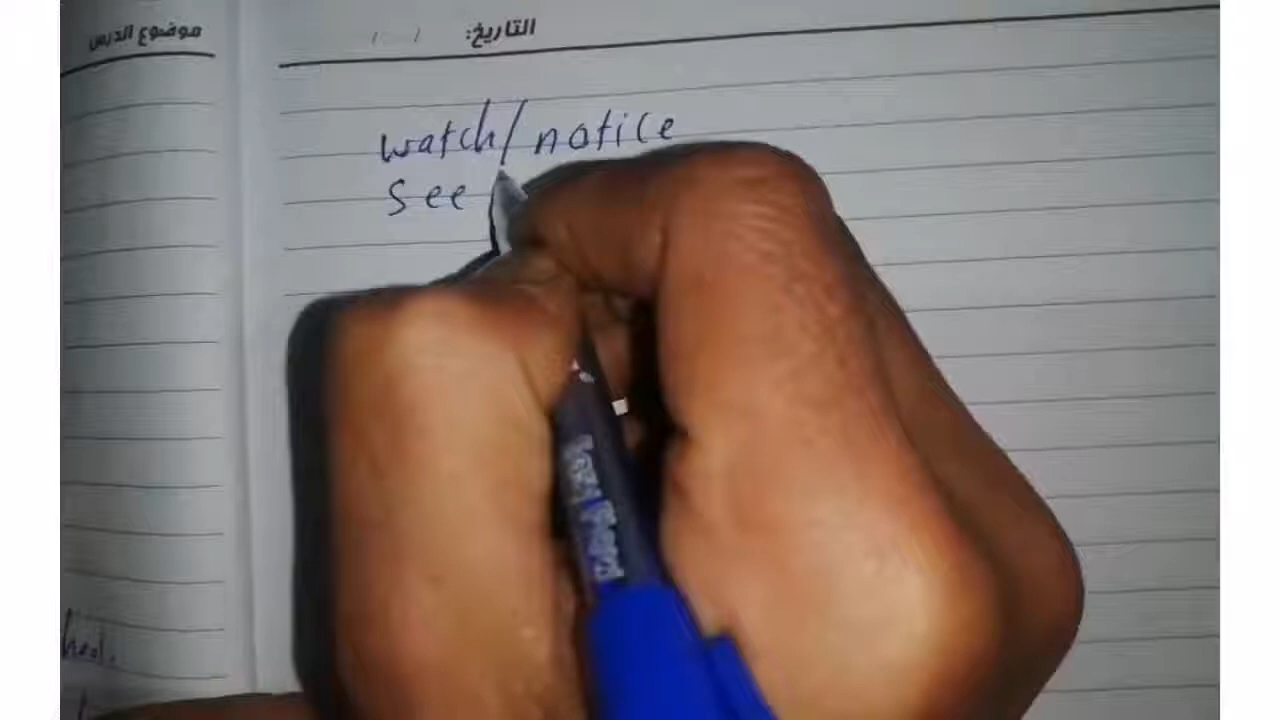 موضوع الدرس
التاريخ: / /
watch/notice
see